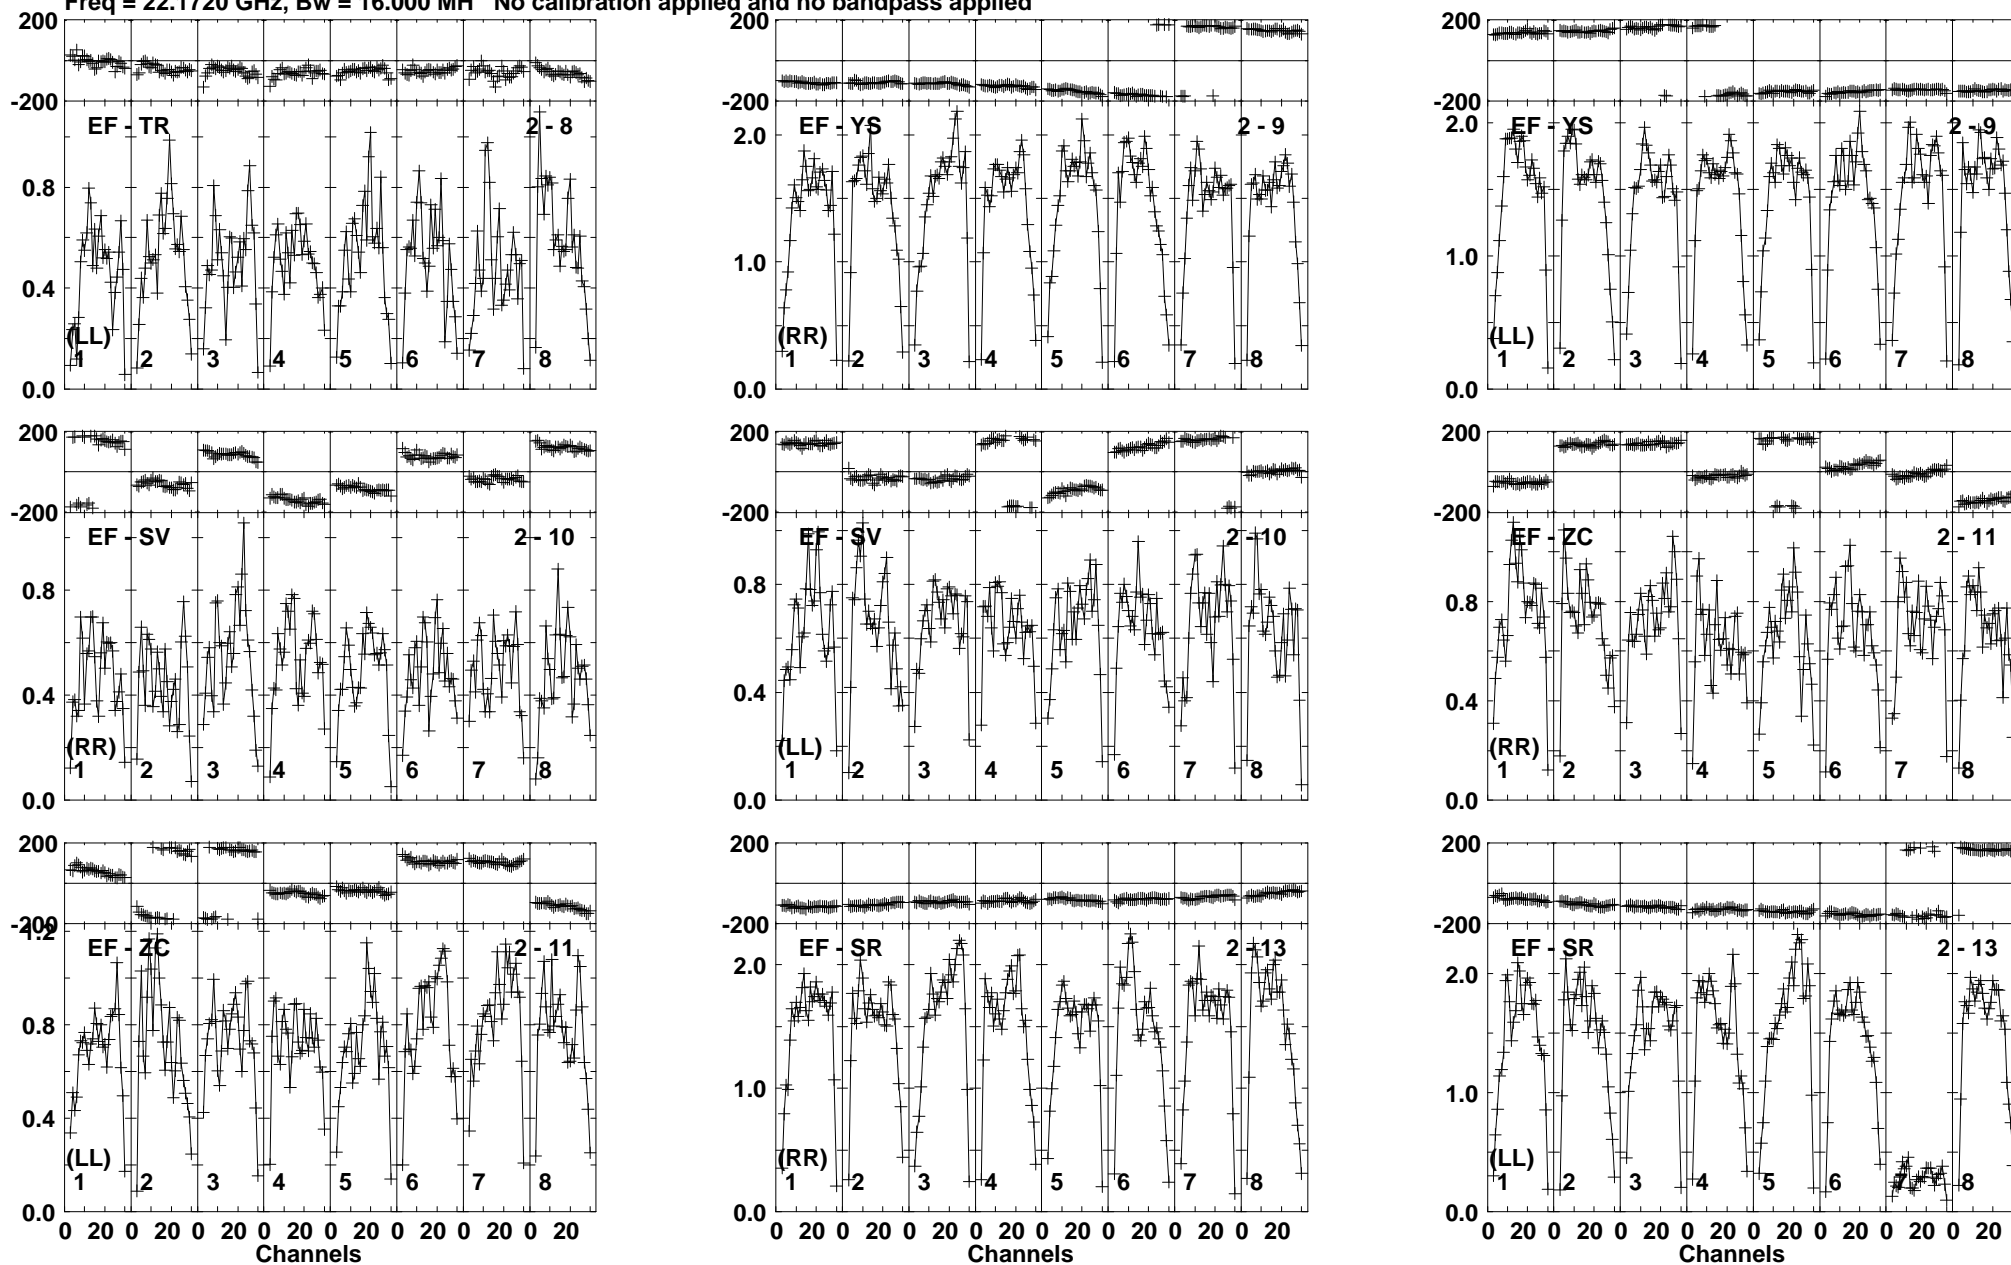 Freq = 22.1720 GHz, Bw = 16.000 MH No calibration applied and no bandpass applied
200 200 200
-200 -200 -200
EF - TR 2 - 8 EF - YS 2 - 9 EF - YS 2 - 9
2.0 2.0
0.8
1.0 1.0
0.4
(LL) (RR) (LL)
1 2 3 4 5 6 7 8 1 2 3 4 5 6 7 8 1 2 3 4 5 6 7 8
0.0 0.0 0.0
200 200 200
-200 -200 -200
EF - SV 2 - 10 EF - SV 2 - 10 EF - ZC 2 - 11
0.8 0.8 0.8
0.4 0.4 0.4
(RR) (LL) (RR)
1 2 3 4 5 6 7 8 1 2 3 4 5 6 7 8 1 2 3 4 5 6 7 8
0.0 0.0 0.0
200 200 200
-200 -200 -200
1.2
EF - ZC 2 - 11 EF - SR 2 - 13 EF - SR 2 - 13
2.0 2.0
0.8
1.0 1.0
0.4
(LL) (RR) (LL)
1 2 3 4 5 6 7 8 1 2 3 4 5 6 7 8 1 2 3 4 5 6 7 8
0.0 0.0 0.0
0 20 0 20 0 20 0 20 0 20 0 20 0 20 0 20 0 20 0 20 0 20 0 20 0 20 0 20 0 20 0 20 0 20 0 20 0 20 0 20 0 20 0 20 0 20 0 20
Channels Channels Channels